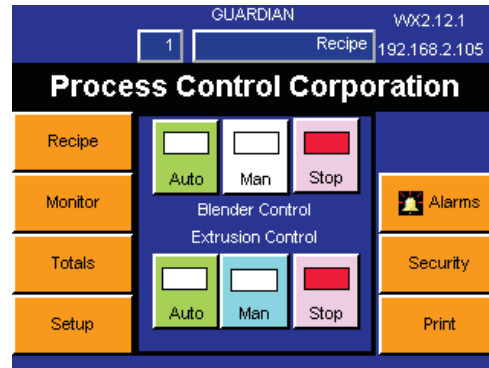 GUARDIAN
WX2.12.1
1
Recipe
192.168.2.105
Process Control Corporation
Recipe
Auto
Man
Stop
Monitor
Blender Control
Alarms
Extrusion Control
Totals
Security
Auto
Man
Stop
Setup
Print